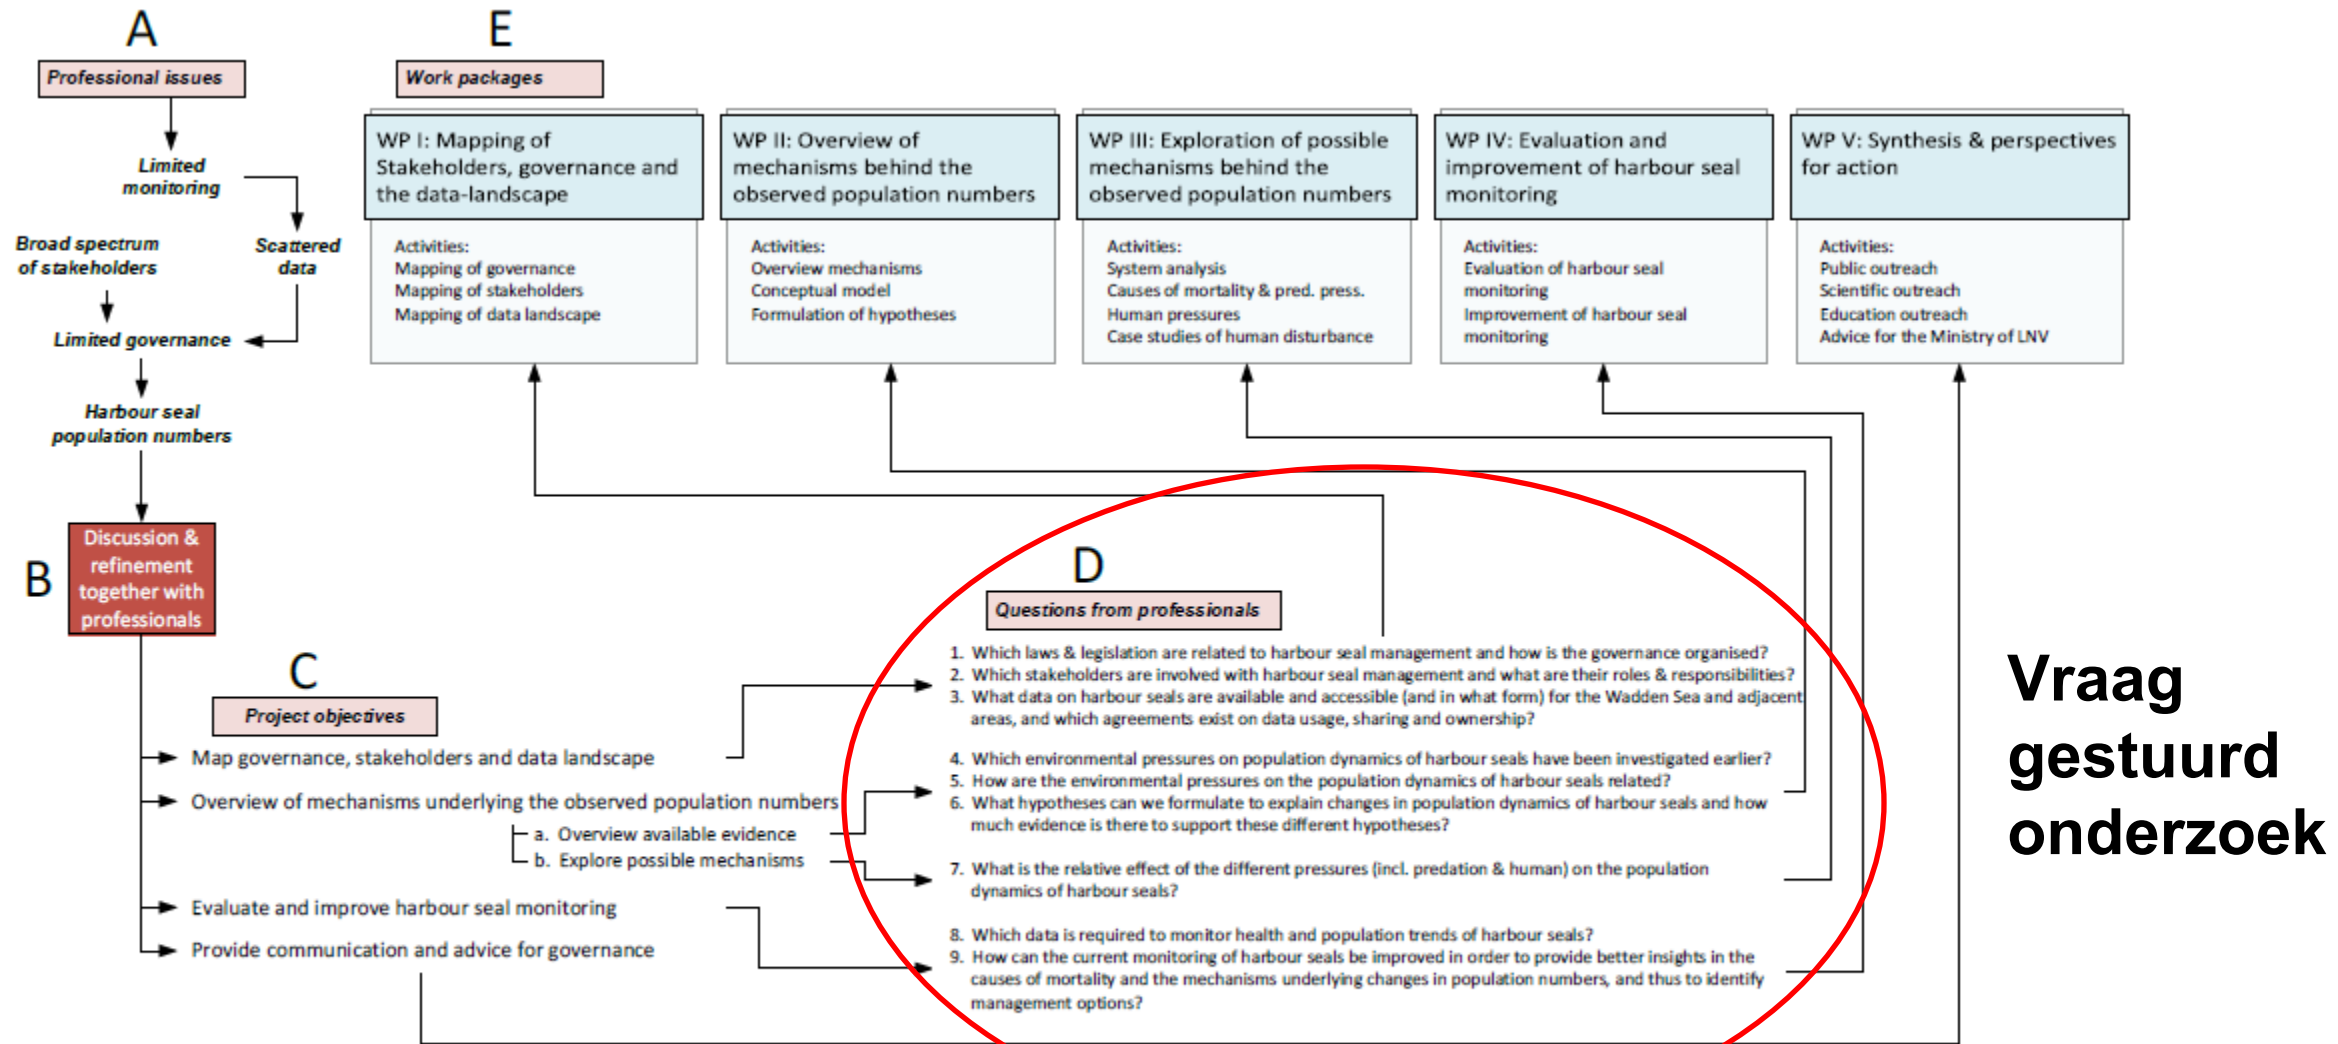 A
Professional issues
Limited
monitoring
Broad spectrum
of stakeholders
Scattered
data
Limited governance
Harbour seal
population numbers
B
Discussion &
refinement
together with
professionals
C
Project objectives
Map governance, stakeholders and data landscape
Overview of mechanisms underlying the observed population numbers
a. Overview available evidence
b. Explore possible mechanisms
Evaluate and improve harbour seal monitoring
Provide communication and advice for governance
D
Questions from professionals
1. Which laws & legislation are related to harbour seal management and how is the governance organised?
2. Which stakeholders are involved with harbour seal management and what are their roles & responsibilities?
3. What data on harbour seals are available and accessible (and in what form) for the Wadden Sea and adjacent
areas, and which agreements exist on data usage, sharing and ownership?
4. Which environmental pressures on population dynamics of harbour seals have been investigated earlier?
5. How are the environmental pressures on the population dynamics of harbour seals related?
6. What hypotheses can we formulate to explain changes in population dynamics of harbour seals and how
much evidence is there to support these different hypotheses?
7. What is the relative effect of the different pressures (incl. predation & human) on the population
dynamics of harbour seals?
8. Which data is required to monitor health and population trends of harbour seals?
9. How can the current monitoring of harbour seals be improved in order to provide better insights in the
causes of mortality and the mechanisms underlying changes in population numbers, and thus to identify
management options?
E
Work packages
WP I: Mapping of
Stakeholders, governance and
the data-landscape
Activities:
Mapping of governance
Mapping of stakeholders
Mapping of data landscape
WP II: Overview of
mechanisms behind the
observed population numbers
Activities:
Overview mechanisms
Conceptual model
Formulation of hypotheses
WP III: Exploration of possible
mechanisms behind the
observed population numbers
Activities:
System analysis
Causes of mortality & pred. press.
Human pressures
Case studies of human disturbance
WP IV: Evaluation and
improvement of harbour seal
monitoring
Activities:
Evaluation of harbour seal
monitoring
Improvement of harbour seal
monitoring
WP V: Synthesis & perspectives
for action
Activities:
Public outreach
Scientific outreach
Education outreach
Advice for the Ministry of LNV
Vraag
gestuurd
onderzoek